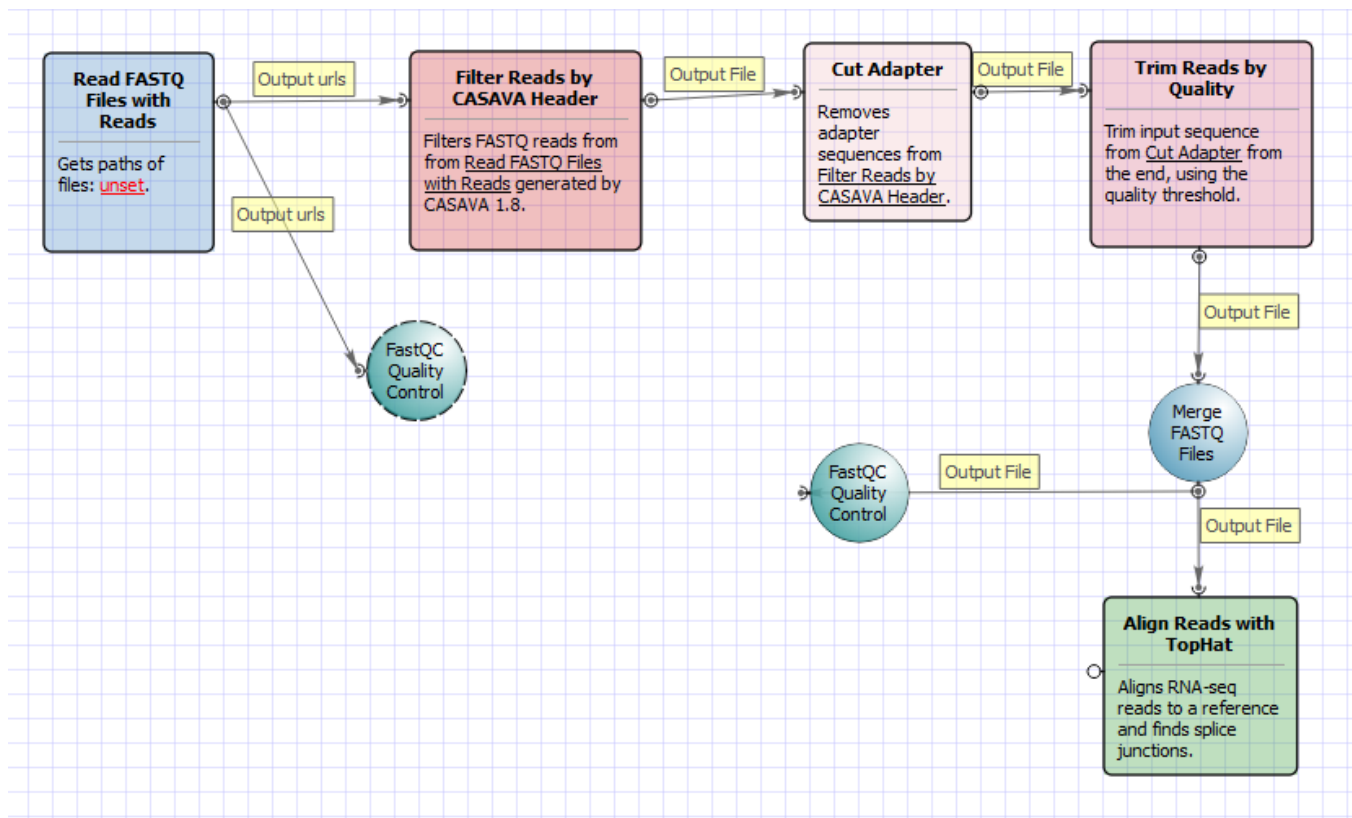 Read FASTQ
Files with
Reads
Gets paths of
files: unset.
Output urls
Output urls
Filter Reads by
CASAVA Header
Filters FASTQ reads from
from Read FASTQ Files
with Reads generated by
CASAVA 1.8.
Output File
Cut Adapter
Removes
adapter
sequences from
Filter Reads by
CASAVA Header.
Output File
Trim Reads by
Quality
Trim input sequence
from Cut Adapter from
the end, using the
quality threshold.
Output File
FastQC
Quality
Control
Merge
FASTQ
Files
FastQC
Quality
Control
Output File
Output File
Align Reads with
TopHat
Aligns RNA-seq
reads to a reference
and finds splice
junctions.